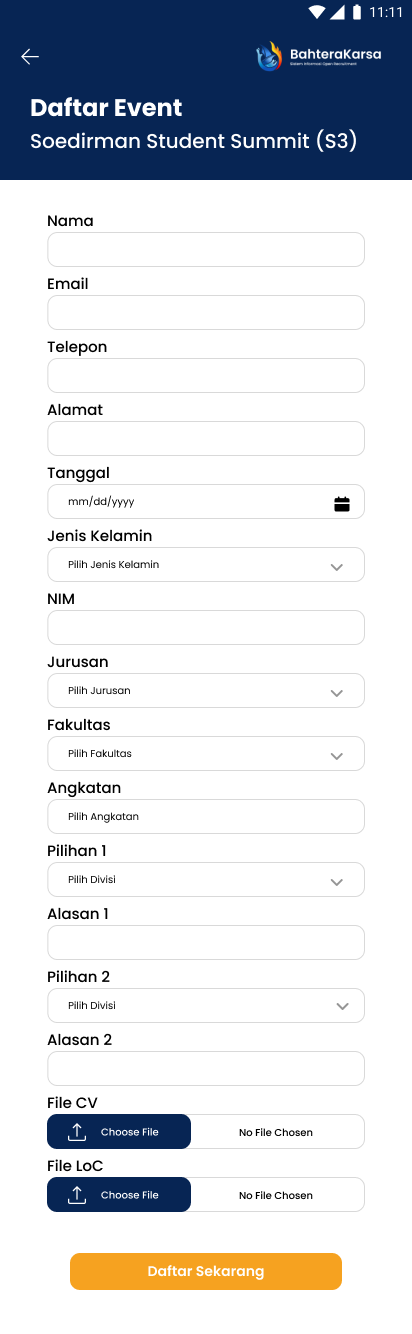 11:11
BahteraKarsa
Sistem Informasi Open Recruitment
Daftar Event
Soedirman Student Summit (S3)
Nama
Email
Telepon
Alamat
Tanggal
mm/dd/yyyy
Jenis Kelamin
Pilih Jenis Kelamin
NIM
Jurusan
Pilih Jurusan
Fakultas
Pilih Fakultas
Angkatan
Pilih Angkatan
Pilihan 1
Pilih Divisi
Alasan 1
Pilihan 2
Pilih Divisi
Alasan 2
File CV
Choose File No File Chosen
File LoC
Choose File No File Chosen
Daftar Sekarang